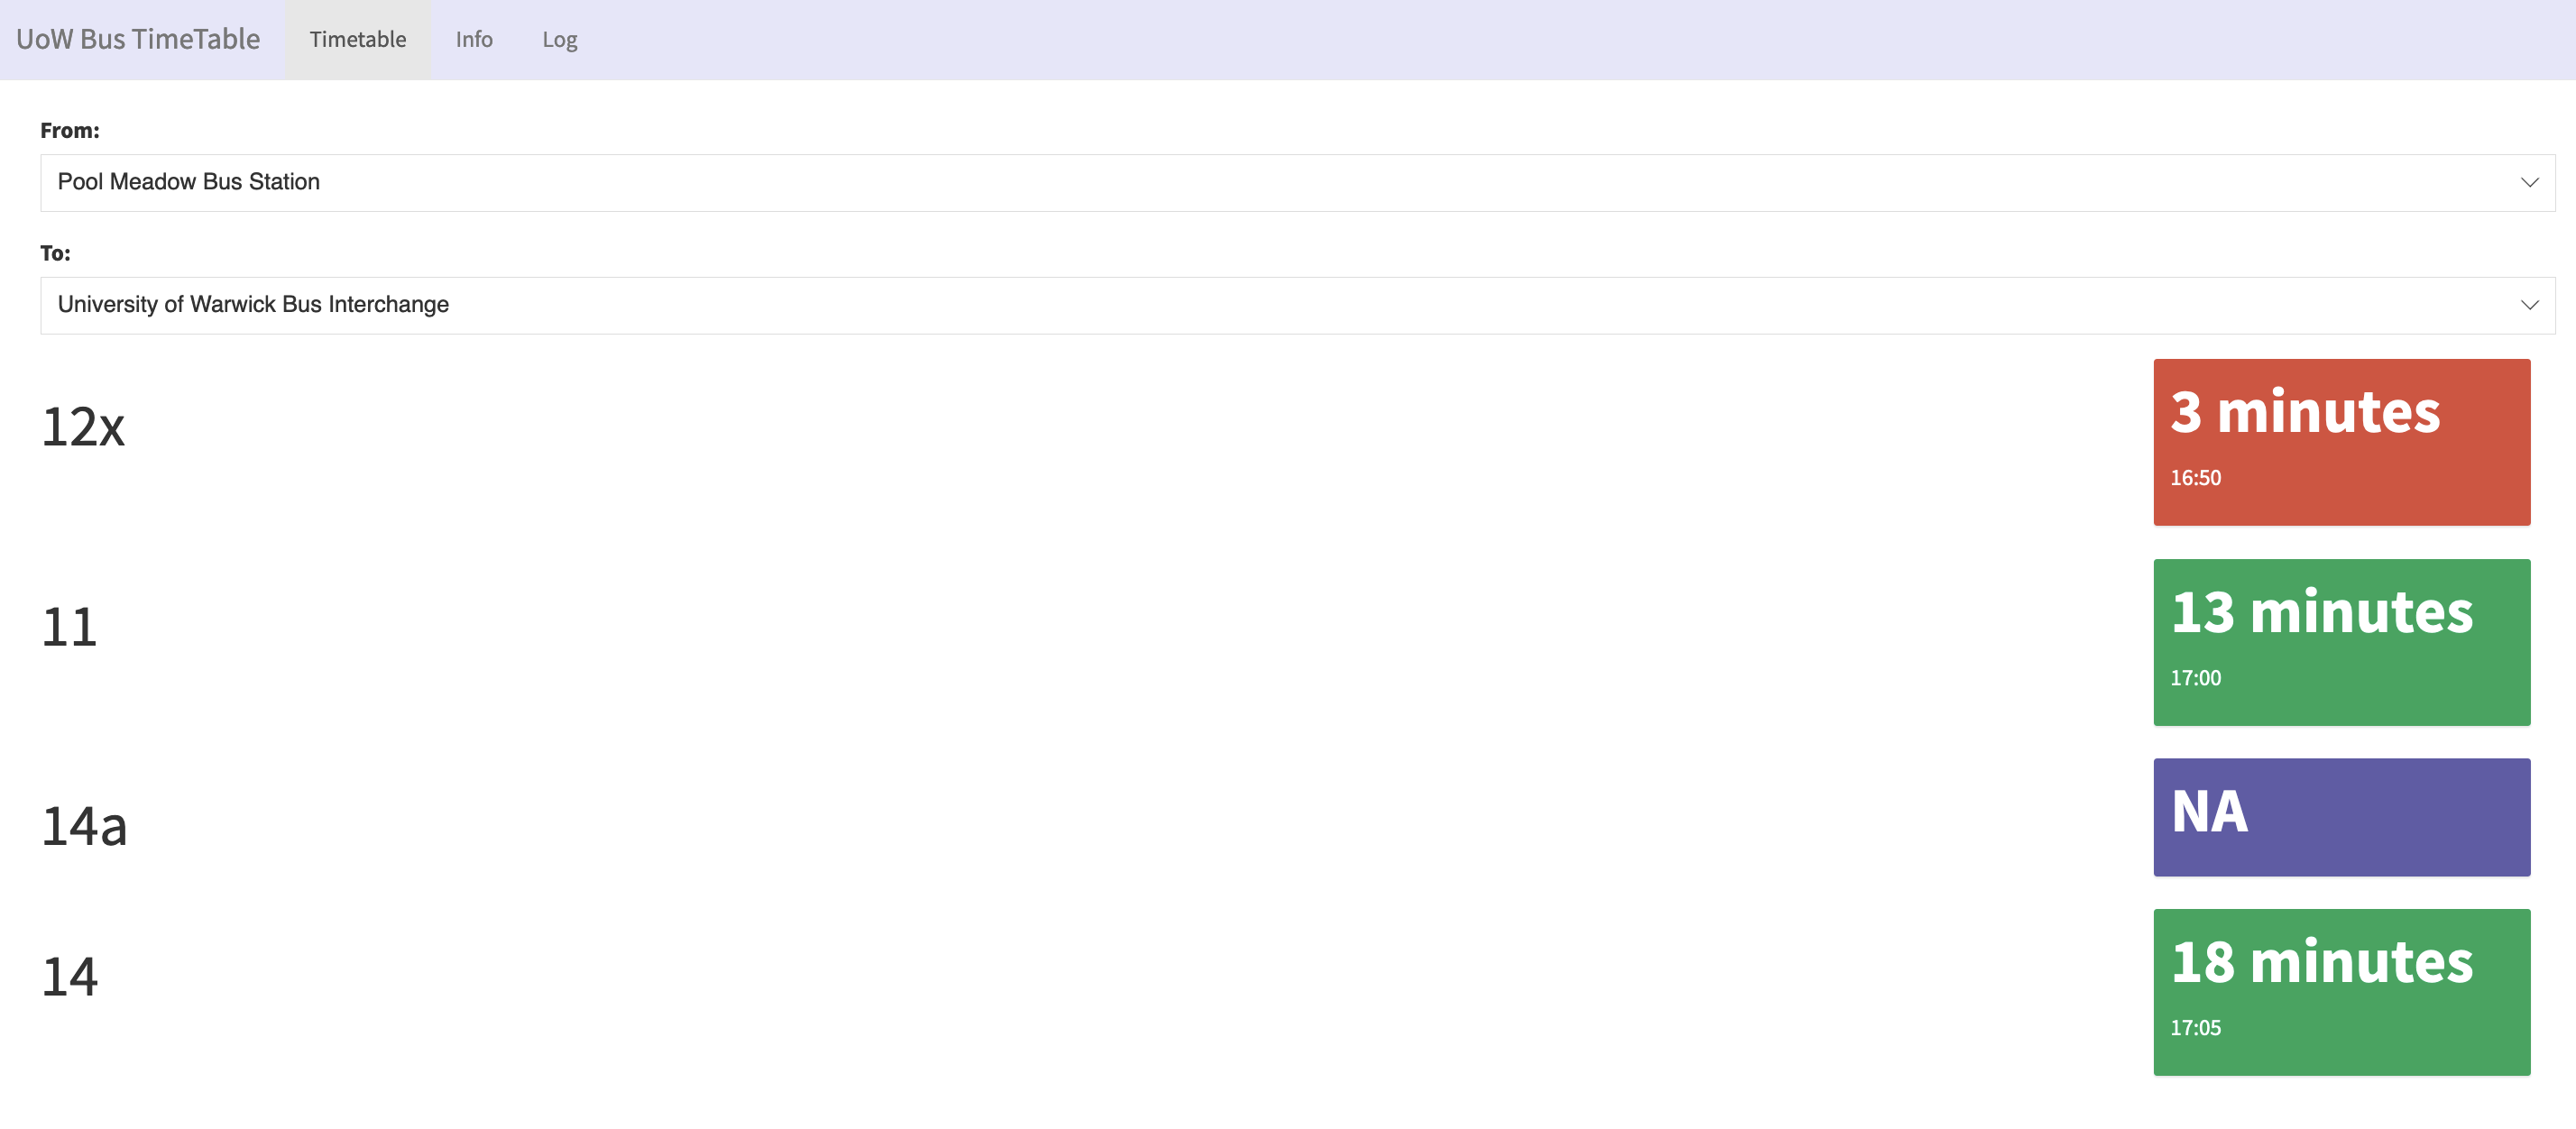 UoW Bus TimeTable Timetable Info Log
From:
Pool Meadow Bus Station
To:
University of Warwick Bus Interchange
12x
3 minutes
16:50
11
13 minutes
17:00
14a
NA
14
18 minutes
17:05